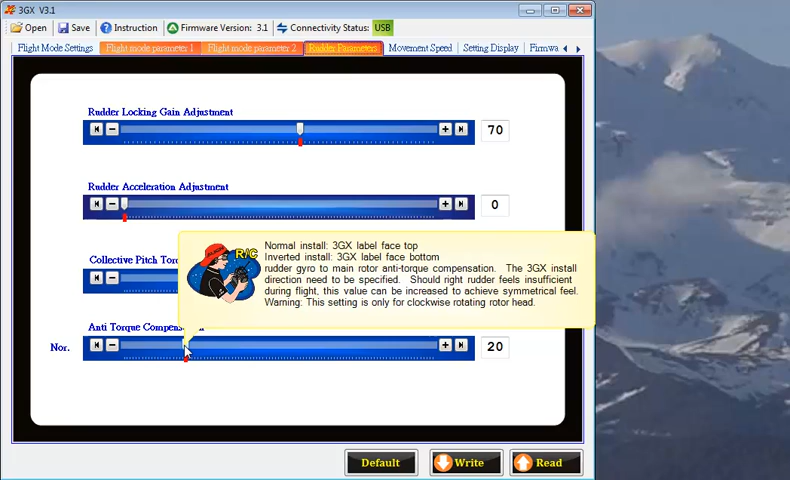 3GX V3.1
Open Save Instruction Firmware Version: 3.1 Connectivity Status: USB
Flight Mode Settings Flight mode parameter 1 Flight mode parameter 2 Rudder Parameters Movement Speed Setting Display Firmwa
Rudder Locking Gain Adjustment
70
Rudder Acceleration Adjustment
0
Collective Pitch Tor
R/C
Normal install: 3GX label face top
Inverted install: 3GX label face bottom
rudder gyro to main rotor anti-torque compensation. The 3GX install
direction need to be specified. Should right rudder feels insufficient
during flight, this value can be increased to achieve symmetrical feel.
Warning: This setting is only for clockwise rotating rotor head.
Anti Torque
Nor. 20
Default Write Read